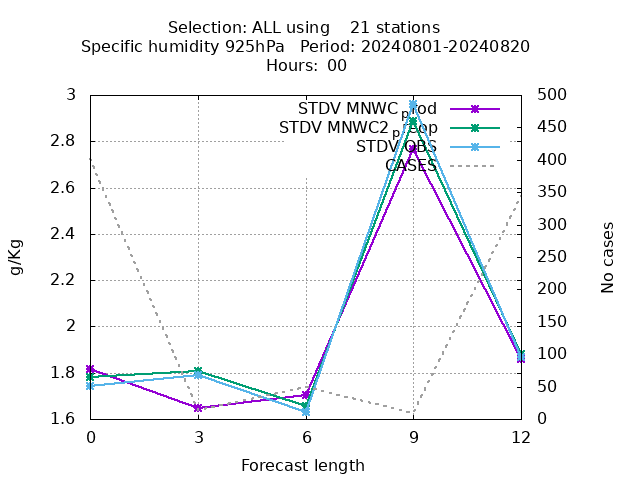 Selection: ALL using    21 stations
Specific humidity 925hPa   Period: 20240801-20240820
Hours:  00
3
2.8
2.6
2.4
2.2
2
1.8
1.6
500
450
400
350
300
250
200
150
100
50
0
STDV MNWC_prod
STDV MNWC2_preop
STDV OBS
CASES
g/Kg
No cases
0 3 6 9 12
Forecast length